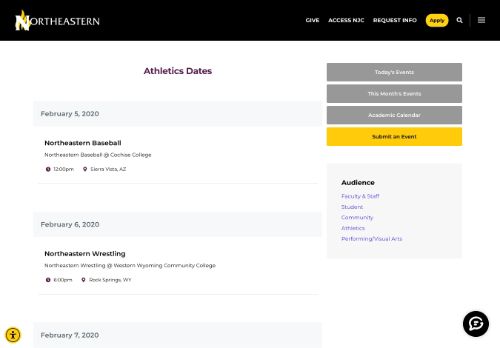 NORTHEASTERN
GIVE
ACCESS NJC
REQUEST INFO
Apply
Athletics Dates
February 5, 2020
Northeastern Baseball
Northeastern Baseball @ Cochise College
12:00pm
Sierra Vista, AZ
February 6, 2020
Northeastern Wrestling
Northeastern Wrestling @ Western Wyoming Community College
6:00pm
Rock Springs, WY
February 7, 2020
Today's Events
This Month's Events
Academic Calendar
Submit an Event
Audience
Faculty & Staff
Student
Community
Athletics
Performing/Visual Arts